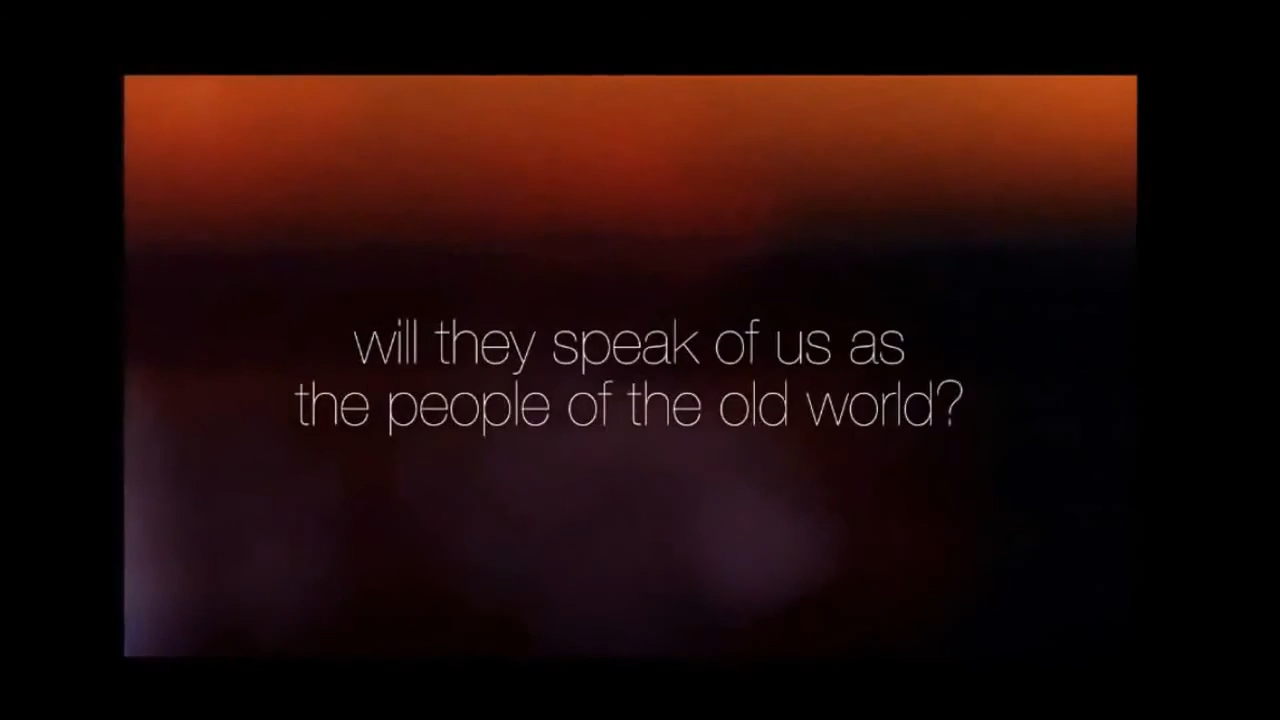 will they speak of us as
the people of the old world?